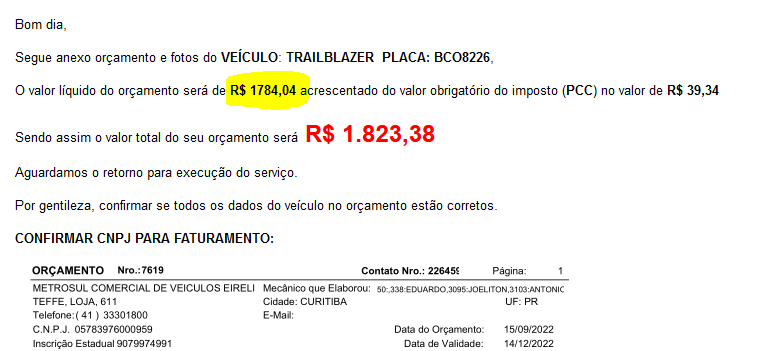 Bom dia,
Segue anexo orçamento e fotos do VEÍCULO: TRAILBLAZER PLACA: BCO8226,
O valor líquido do orçamento será de R$ 1784,04 acrescentado do valor obrigatório do imposto (PCC) no valor de R$ 39,34
Sendo assim o valor total do seu orçamento será R$ 1.823,38
Aguardamos o retorno para execução do serviço.
Por gentileza, confirmar se todos os dados do veículo no orçamento estão corretos.
CONFIRMAR CNPJ PARA FATURAMENTO:
ORÇAMENTO Nro.:7619 Contato Nro.: 226459 Página: 1
METROSUL COMERCIAL DE VEICULOS EIRELI Mecânico que Elaborou: 50:,338:EDUARDO,3095:JOELITON,3103:ANTONIC
TEFFE, LOJA, 611 Cidade: CURITIBA UF: PR
Telefone: ( 41 ) 33301800 E-Mail:
C.N.P.J. 05783976000959 Data do Orçamento: 15/09/2022
Inscrição Estadual 9079974991 Data de Validade: 14/12/2022